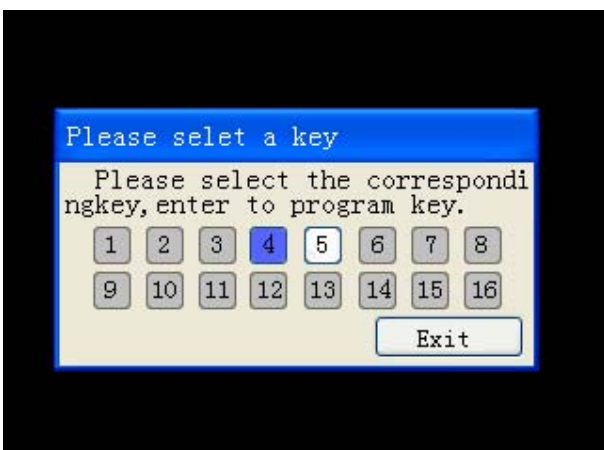 Please selet a key
Please select the correspondi
ngkey,enter to program key.
1 2 3 4 5 6 7 8
9 10 11 12 13 14 15 16
Exit